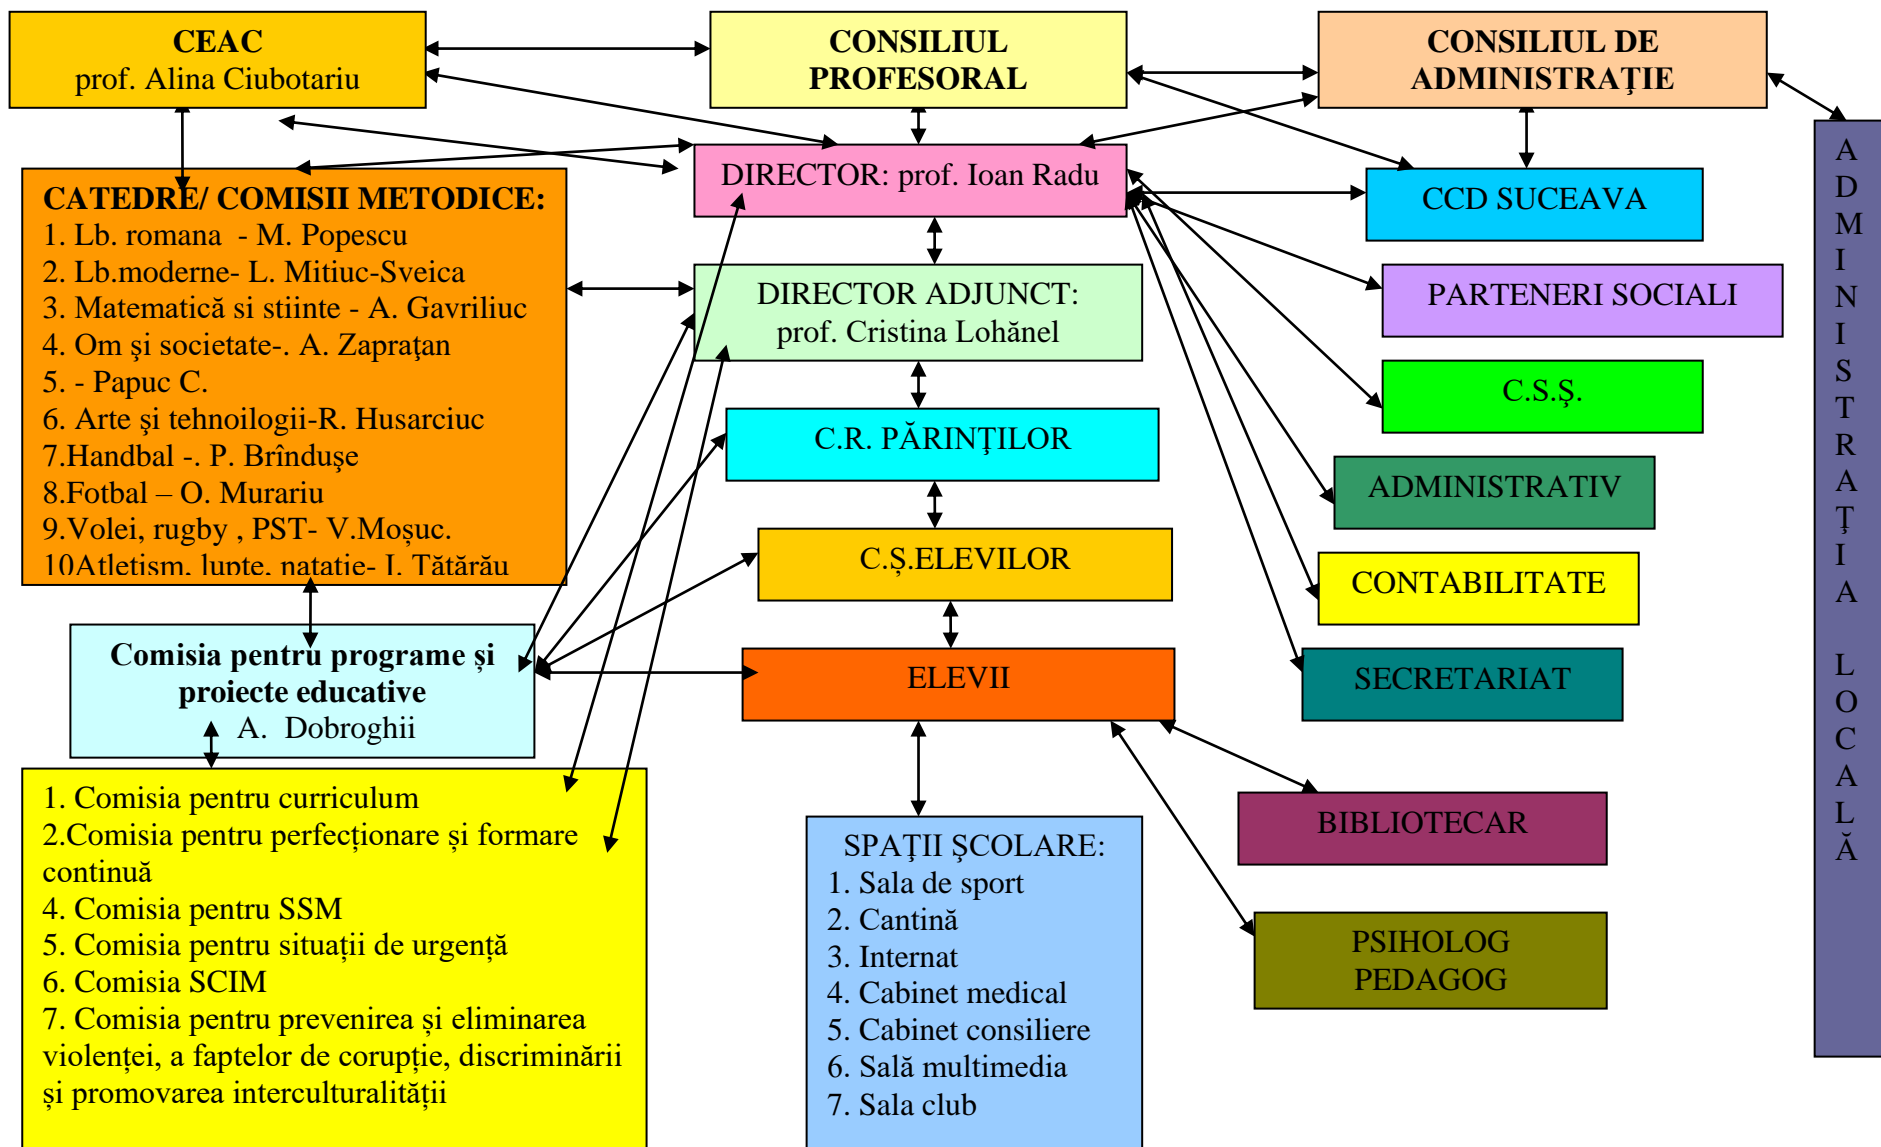 CEAC
prof. Alina Ciubotariu
CONSILIUL
PROFESORAL
CONSILIUL DE
ADMINISTRAŢIE
DIRECTOR: prof. Ioan Radu
CATEDRE/ COMISII METODICE:
1. Lb. romana  - M. Popescu
2. Lb.moderne- L. Mitiuc-Sveica
3. Matematică si stiinte - A. Gavriliuc
4. Om şi societate-. A. Zapraţan
5. - Papuc C.
6. Arte şi tehnoilogii-R. Husarciuc
7.Handbal -. P. Brînduşe
8.Fotbal – O. Murariu
9.Volei, rugby , PST- V.Moșuc.
10Atletism, lupte, natatie- I. Tătărău
DIRECTOR ADJUNCT:
prof. Cristina Lohănel
C.R. PĂRINŢILOR
C.Ș.ELEVILOR
ELEVII
CCD SUCEAVA
PARTENERI SOCIALI
C.S.Ş.
ADMINISTRATIV
CONTABILITATE
SECRETARIAT
BIBLIOTECAR
PSIHOLOG
PEDAGOG
Comisia pentru programe și
proiecte educative
A.  Dobroghii
1. Comisia pentru curriculum
2.Comisia pentru perfecționare și formare
continuă
4. Comisia pentru SSM
5. Comisia pentru situații de urgență
6. Comisia SCIM
7. Comisia pentru prevenirea și eliminarea
violenței, a faptelor de corupție, discriminării
și promovarea interculturalității
SPAŢII ŞCOLARE:
1. Sala de sport
2. Cantină
3. Internat
4. Cabinet medical
5. Cabinet consiliere
6. Sală multimedia
7. Sala club
A
D
M
I
N
I
S
T
R
A
Ţ
I
A
L
O
C
A
L
Ă